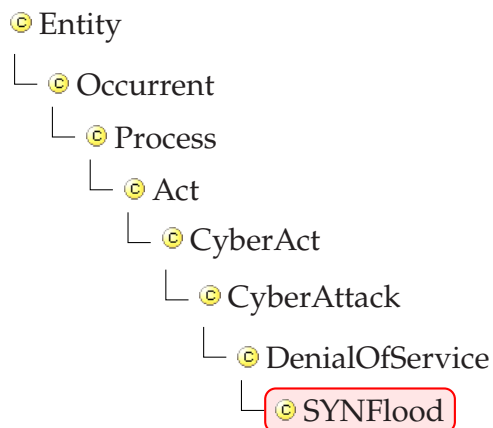 Entity
Occurrent
Process
Act
CyberAct
CyberAttack
DenialOfService
SYNFlood